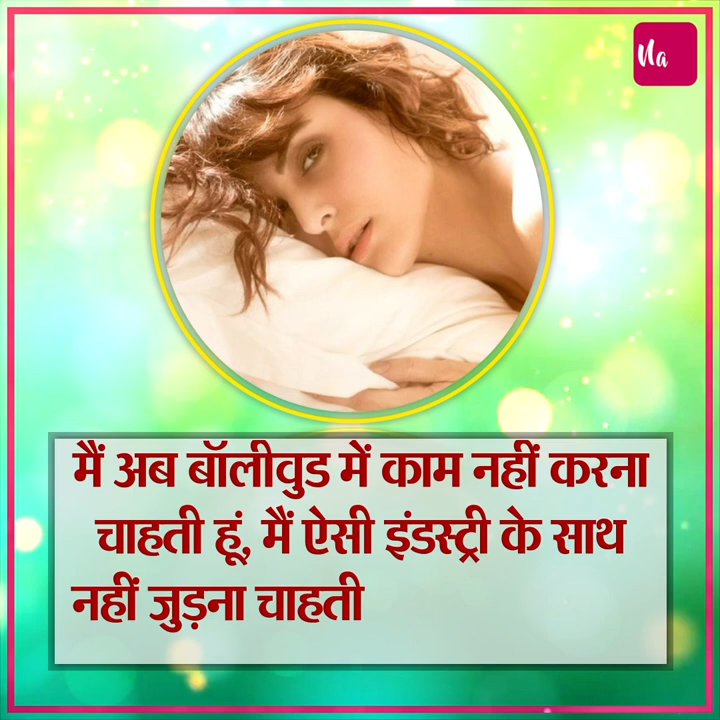 Na
मैं अब बॉलीवुड में काम नहीं करना
चाहती हूं, मैं ऐसी इंडस्ट्री के साथ
नहीं जुड़ना चाहती